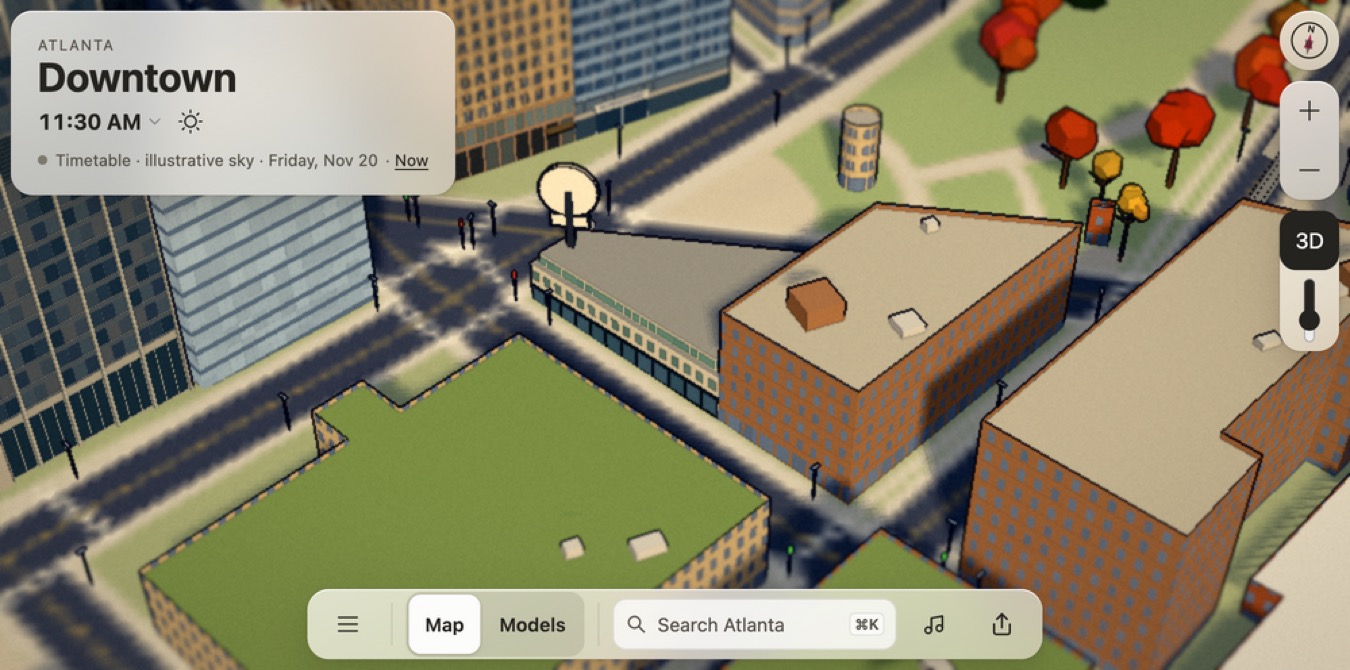 ATLANTA
Downtown
11:30 AM
Timetable · illustrative sky · Friday, Nov 20 · Now
N
+
−
3D
Map
Models
Search Atlanta
⌘K